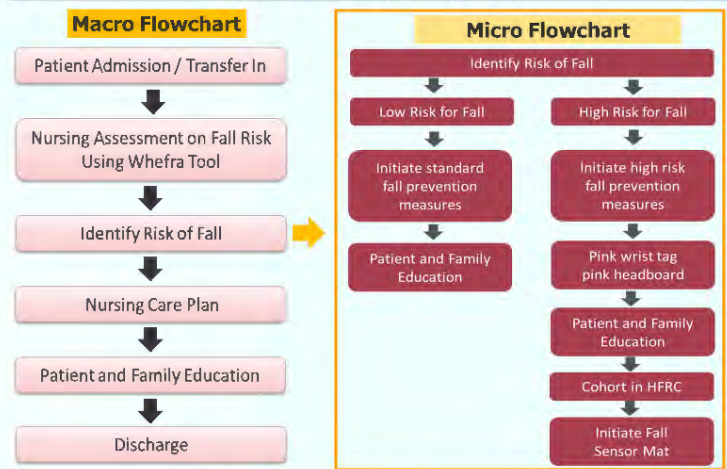 Macro Flowchart
Patient Admission / Transfer In
Nursing Assessment on Fall Risk
Using Whefra Tool
Identify Risk of Fall
Nursing Care Plan
Patient and Family Education
Discharge
Micro Flowchart
Identify Risk of Fall
Low Risk for Fall
Initiate standard
fall prevention
measures
Patient and Family
Education
High Risk for Fall
Initiate high risk
fall prevention
measures
Pink wrist tag
pink headboard
Patient and Family
Education
Cohort in HFRC
Initiate Fall
Sensor Mat